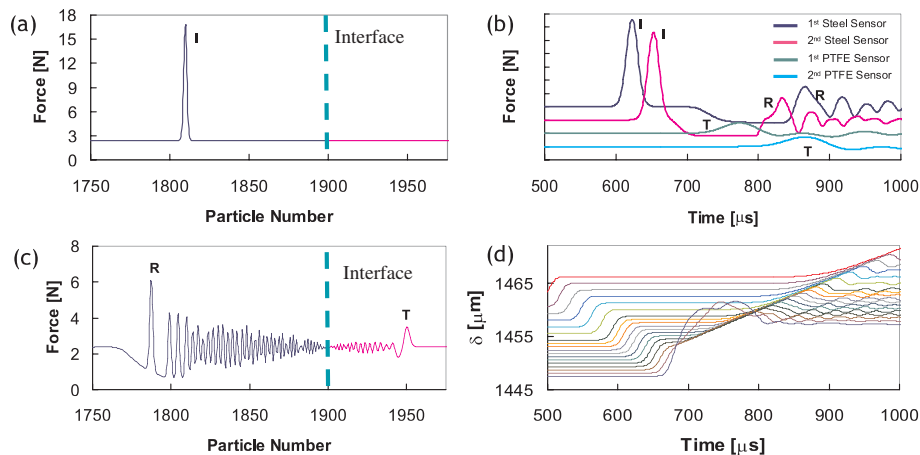 (a)
18
15
12
9
6
3
0
Force [N]
I
Interface
1750
1800
1850
1900
1950
Particle Number
(b)
Force [N]
I
I
R
R
T
T
1st Steel Sensor
2nd Steel Sensor
1st PTFE Sensor
2nd PTFE Sensor
500
600
700
800
900
1000
Time [μs]
(c)
8
6
4
2
0
Force [N]
R
Interface
T
1750
1800
1850
1900
1950
Particle Number
(d)
1465
1455
1445
δ [μm]
500
600
700
800
900
1000
Time [μs]